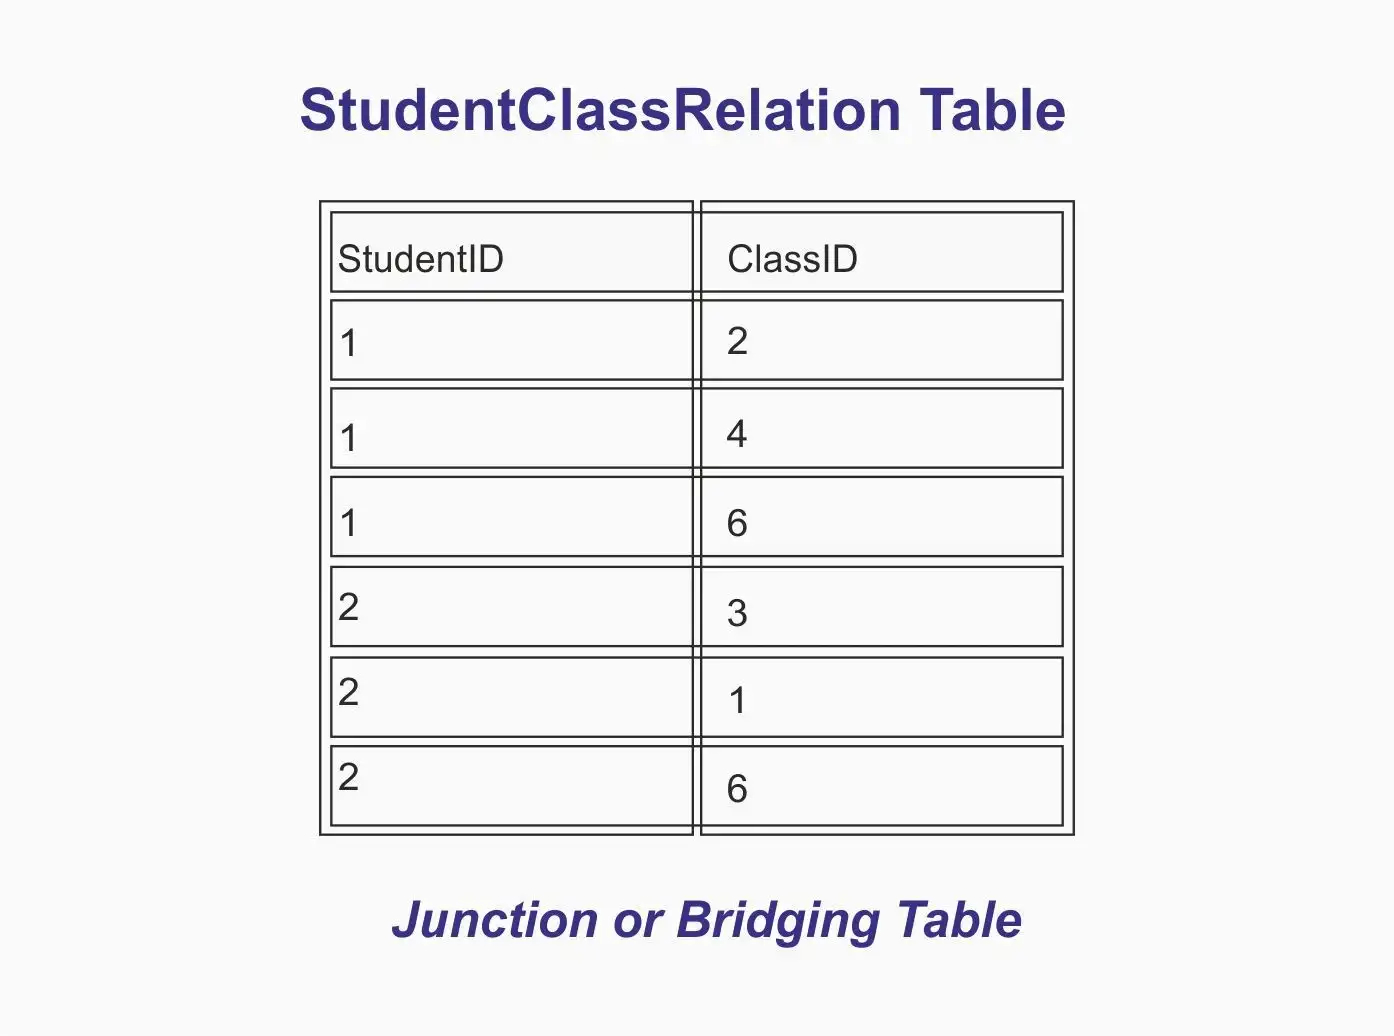 StudentClassRelation Table
StudentID ClassID
1 2
1 4
1 6
2 3
2 1
2 6
Junction or Bridging Table